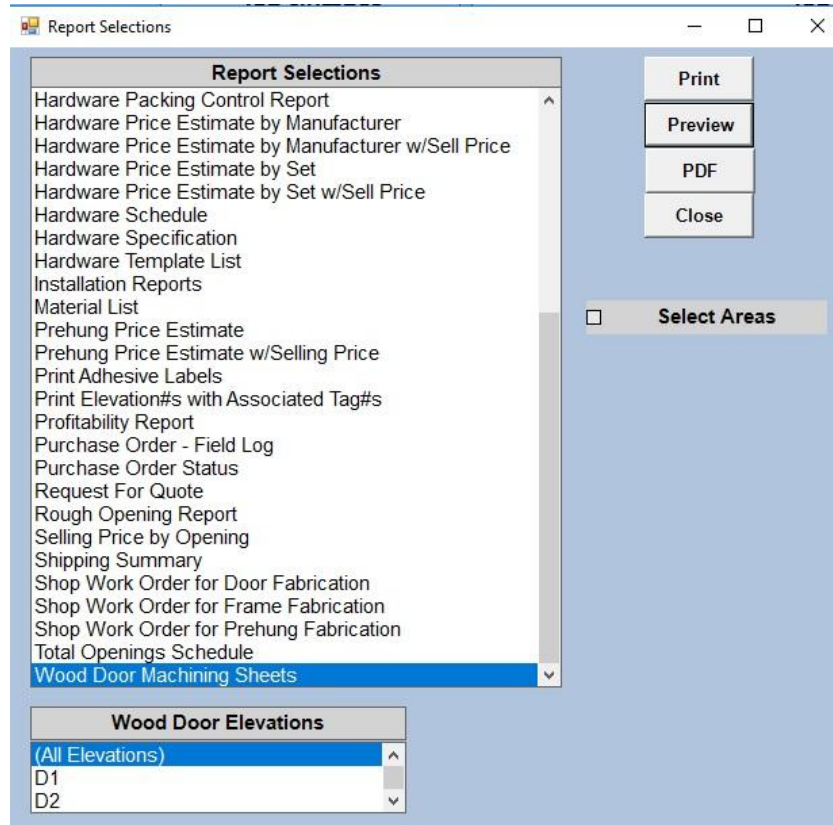 Report Selections
Report Selections
Hardware Packing Control Report
Hardware Price Estimate by Manufacturer
Hardware Price Estimate by Manufacturer w/Sell Price
Hardware Price Estimate by Set
Hardware Price Estimate by Set w/Sell Price
Hardware Schedule
Hardware Specification
Hardware Template List
Installation Reports
Material List
Prehung Price Estimate
Prehung Price Estimate w/Selling Price
Print Adhesive Labels
Print Elevation#s with Associated Tag#s
Profitability Report
Purchase Order - Field Log
Purchase Order Status
Request For Quote
Rough Opening Report
Selling Price by Opening
Shipping Summary
Shop Work Order for Door Fabrication
Shop Work Order for Frame Fabrication
Shop Work Order for Prehung Fabrication
Total Openings Schedule
Wood Door Machining Sheets
Print
Preview
PDF
Close
Select Areas
Wood Door Elevations
(All Elevations)
D1
D2